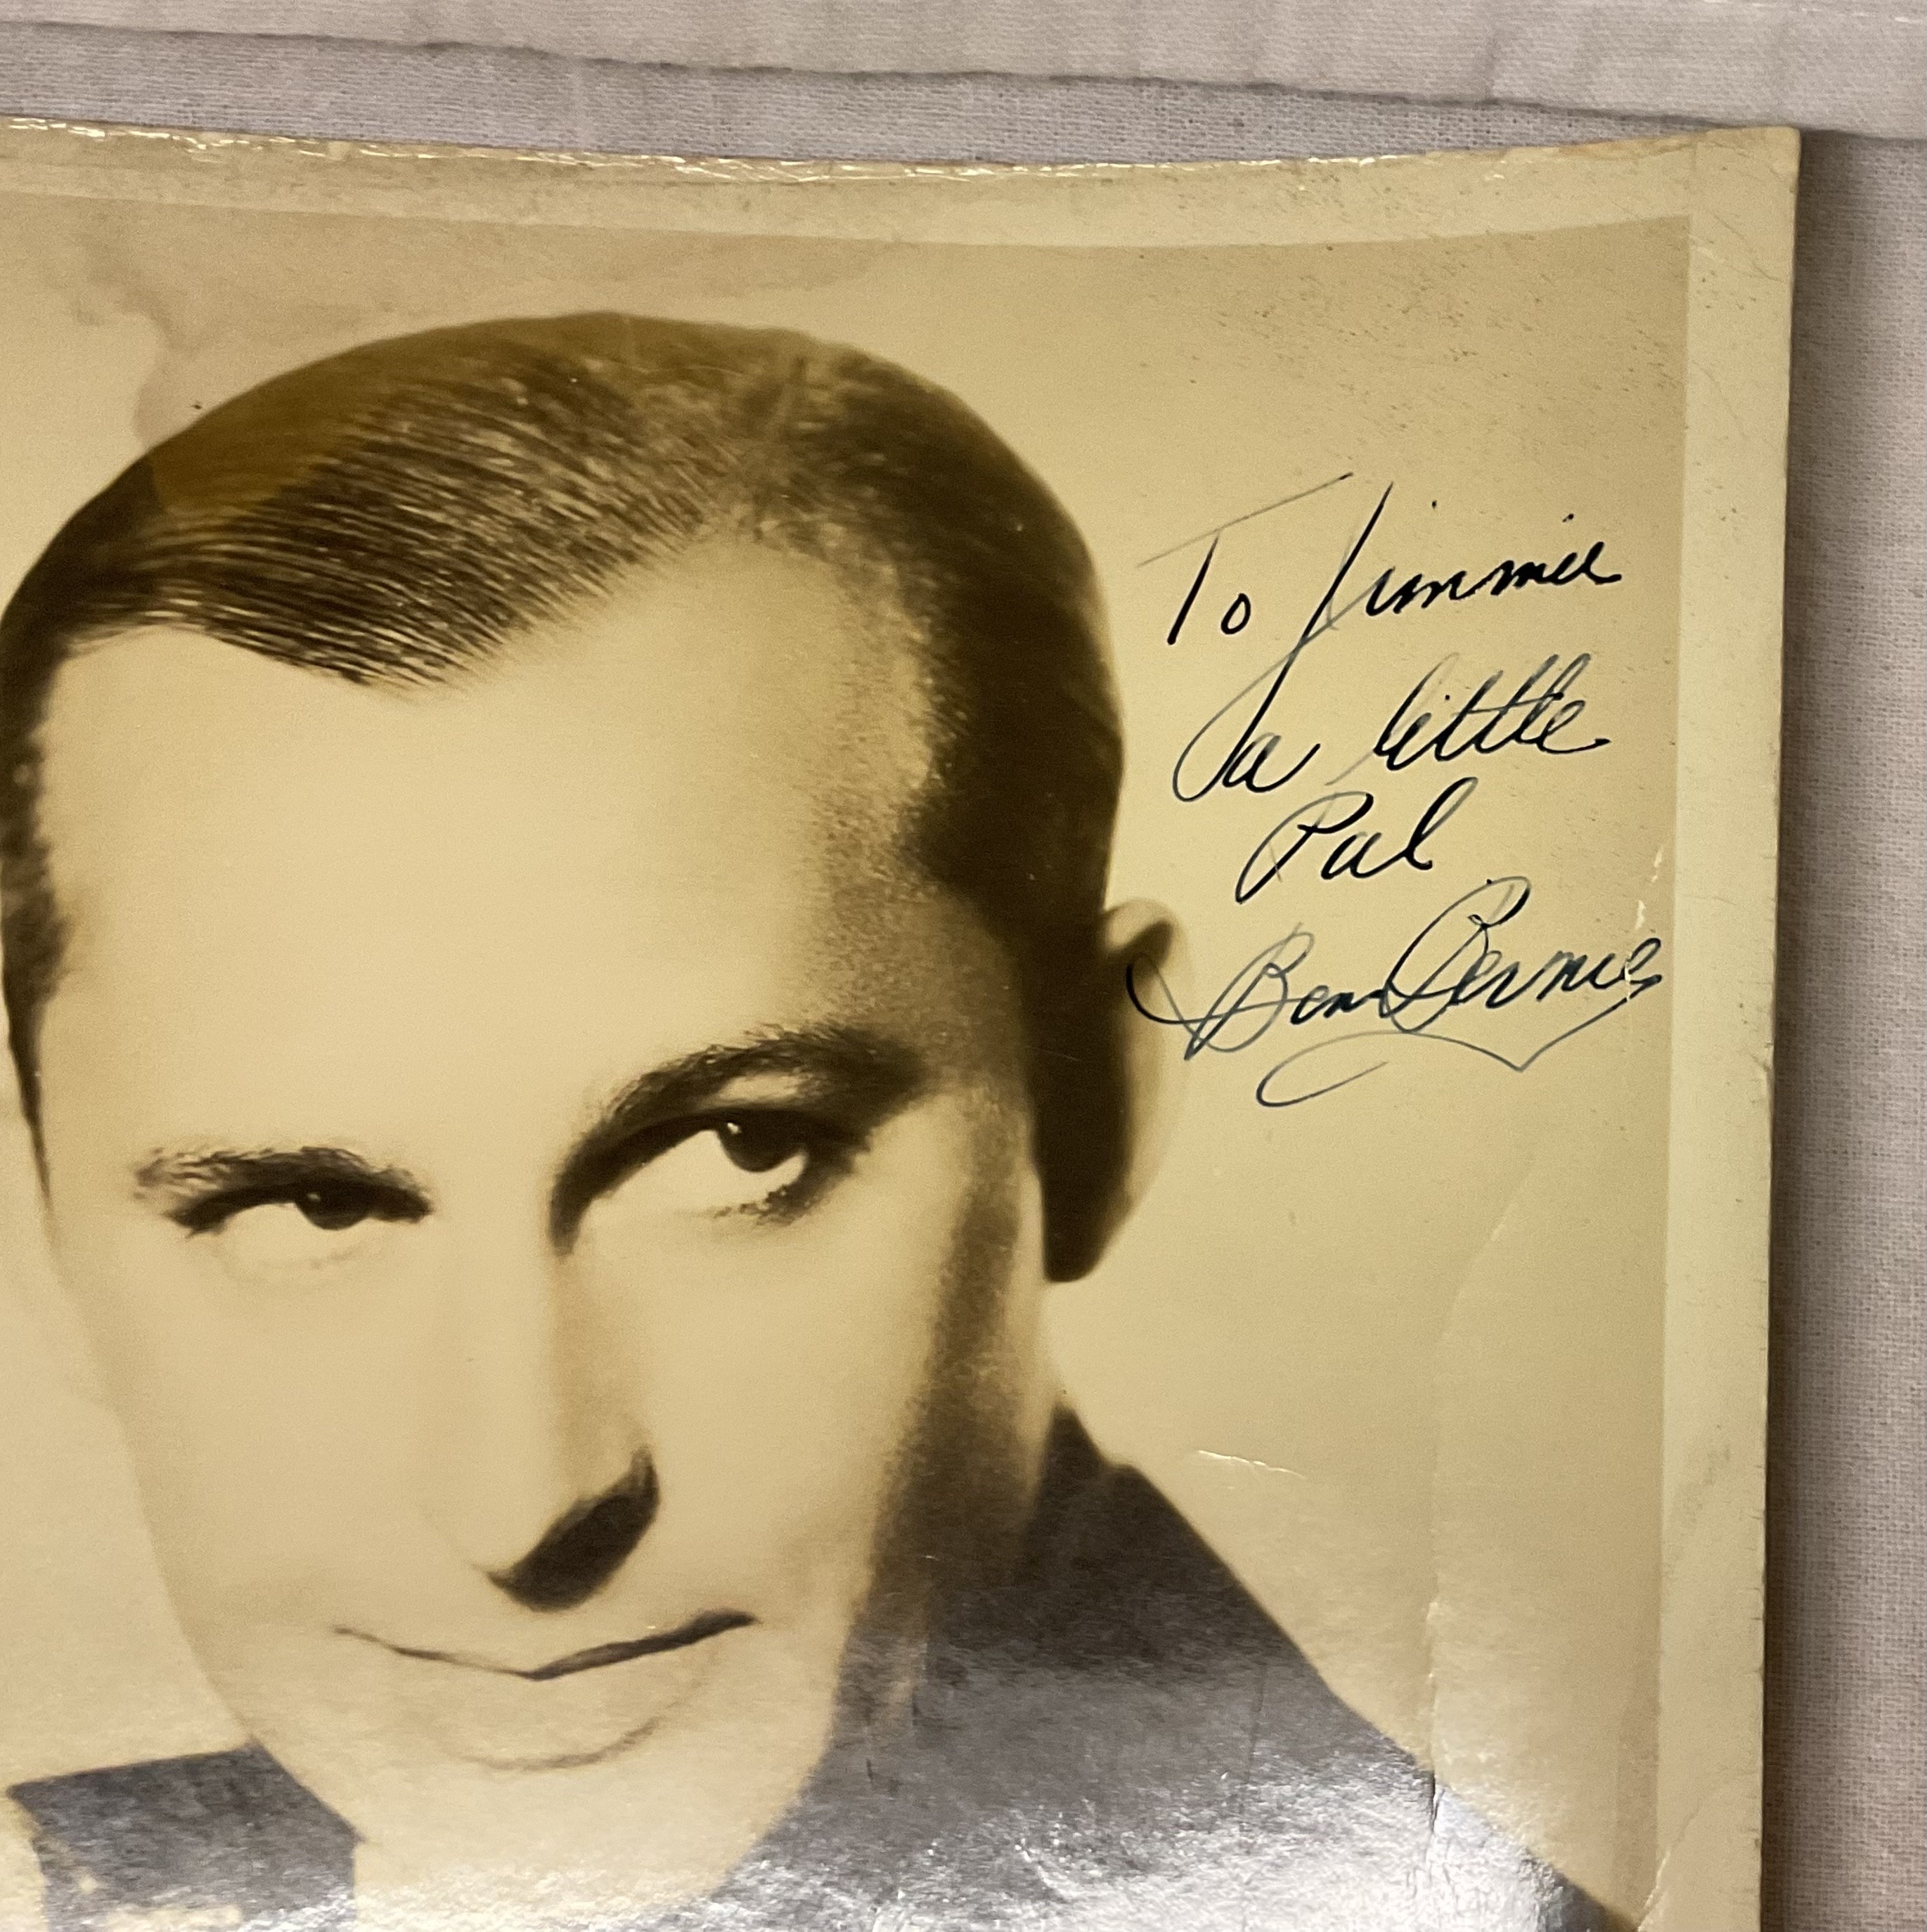 To Jimmie
a little
Pal
Ben Bernie